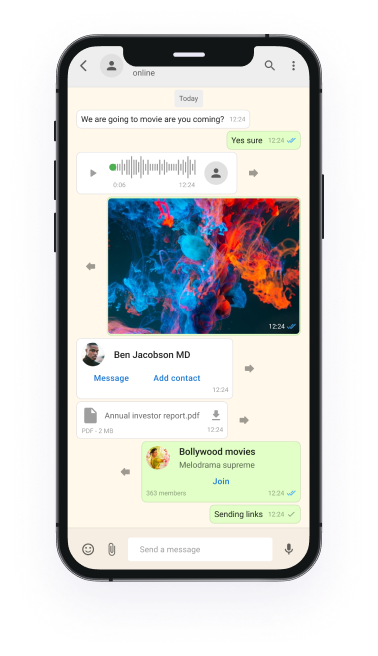 online
Today
We are going to movie are you coming? 12:24
Yes sure 12:24
0:06 12:24
12:24
Ben Jacobson MD
Message Add contact
12:24
Annual investor report.pdf
PDF - 2 MB 12:24
Bollywood movies
Melodrama supreme
Join
363 members 12:24
Sending links 12:24
Send a message